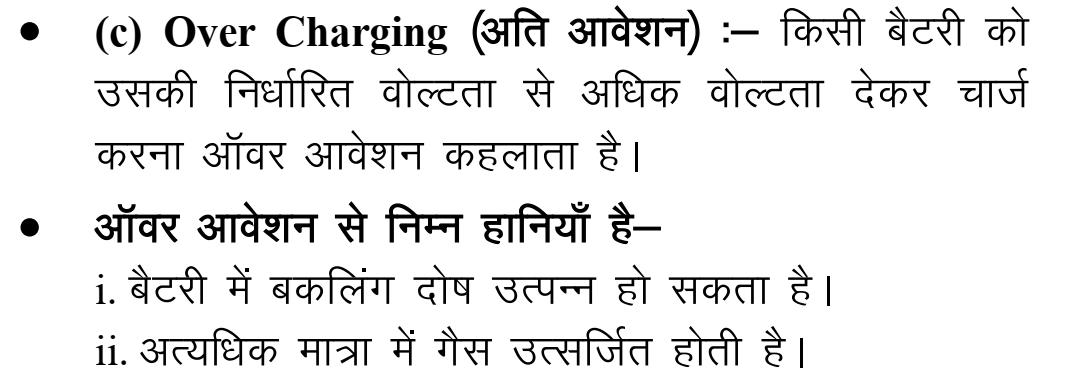 • (c) Over Charging (अति आवेशन) :– किसी बैटरी को
उसकी निर्धारित वोल्टता से अधिक वोल्टता देकर चार्ज
करना ऑवर आवेशन कहलाता है।
• ऑवर आवेशन से निम्न हानियाँ है–
i. बैटरी में बकलिंग दोष उत्पन्न हो सकता है।
ii. अत्यधिक मात्रा में गैस उत्सर्जित होती है।